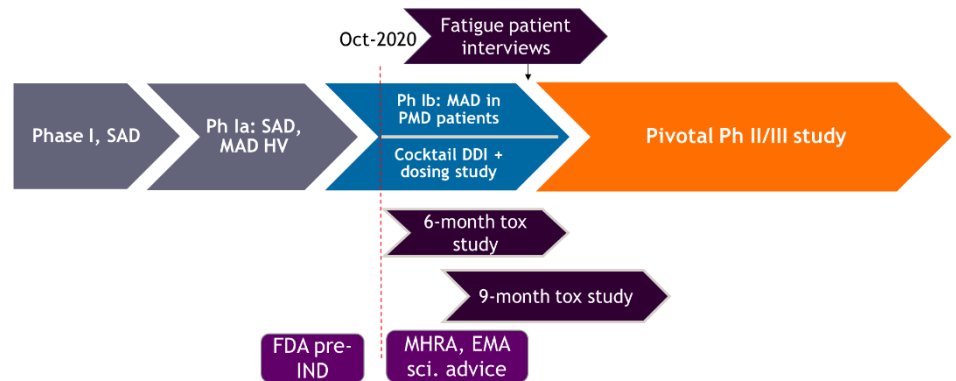 Oct-2020
Fatigue patient
interviews
Phase I, SAD
Ph Ia: SAD,
MAD HV
Ph Ib: MAD in
PMD patients
Cocktail DDI +
dosing study
Pivotal Ph II/III study
6-month tox
study
9-month tox study
FDA pre-
IND
MHRA, EMA
sci. advice